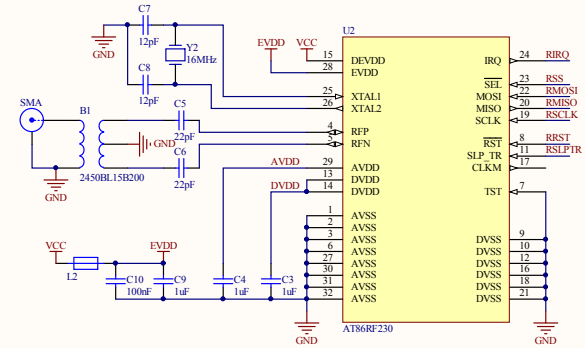 C7
12pF
GND
Y2
16MHz
C8
12pF
SMA
B1
GND
2450BL15B200
C5
22pF
GND
C6
22pF
EVDD
VCC
AVDD
DVDD
VCC
L2
EVDD
C10
100nF
C9
1uF
C4
1uF
C3
1uF
GND
U2
15 DEVDD
28 EVDD
25 XTAL1
26 XTAL2
4 RFP
5 RFN
29 AVDD
13 DVDD
14 DVDD
1 AVSS
2 AVSS
3 AVSS
6 AVSS
27 AVSS
30 AVSS
31 AVSS
32 AVSS
AT86RF230
IRQ 24 RIRQ
SEL 23 RSS
MOSI 22 RMOSI
MISO 20 RMISO
SCLK 19 RSCLK
RST 8 RRST
SLP_TR 11 RSLPTR
CLKM 17
TST 7
DVSS 9
DVSS 10
DVSS 12
DVSS 16
DVSS 18
DVSS 21
GND